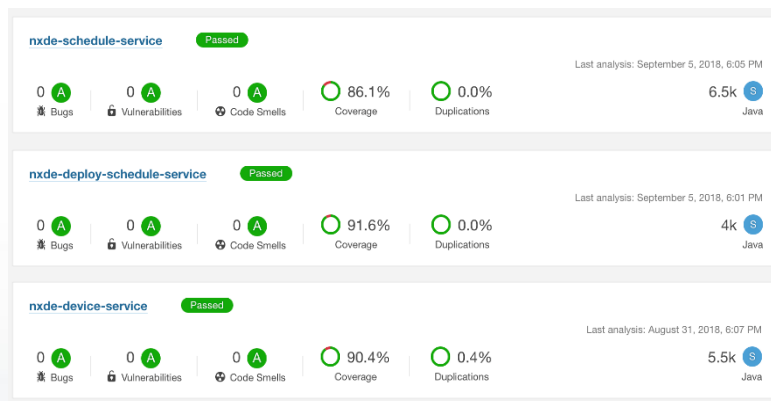 nxde-schedule-service Passed
Last analysis: September 5, 2018, 6:05 PM
0 A 0 A 0 A 86.1% 0.0% 6.5k S
Bugs Vulnerabilities Code Smells Coverage Duplications Java
nxde-deploy-schedule-service Passed
Last analysis: September 5, 2018, 6:01 PM
0 A 0 A 0 A 91.6% 0.0% 4k S
Bugs Vulnerabilities Code Smells Coverage Duplications Java
nxde-device-service Passed
Last analysis: August 31, 2018, 6:07 PM
0 A 0 A 0 A 90.4% 0.4% 5.5k S
Bugs Vulnerabilities Code Smells Coverage Duplications Java